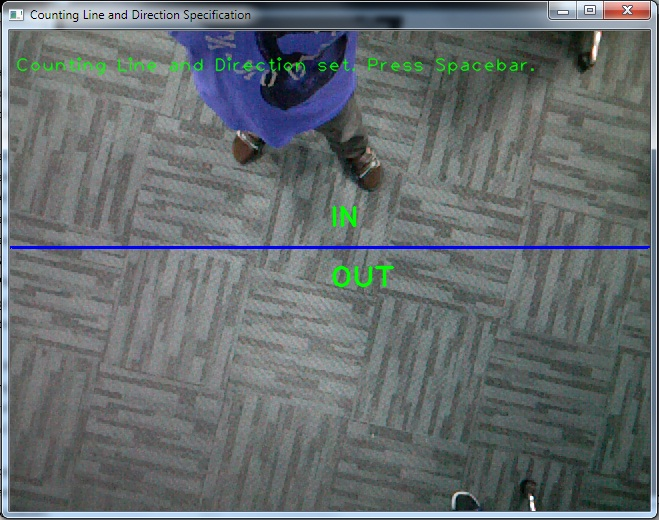 Counting Line and Direction Specification
Counting Line and Direction set. Press Spacebar.
IN
OUT